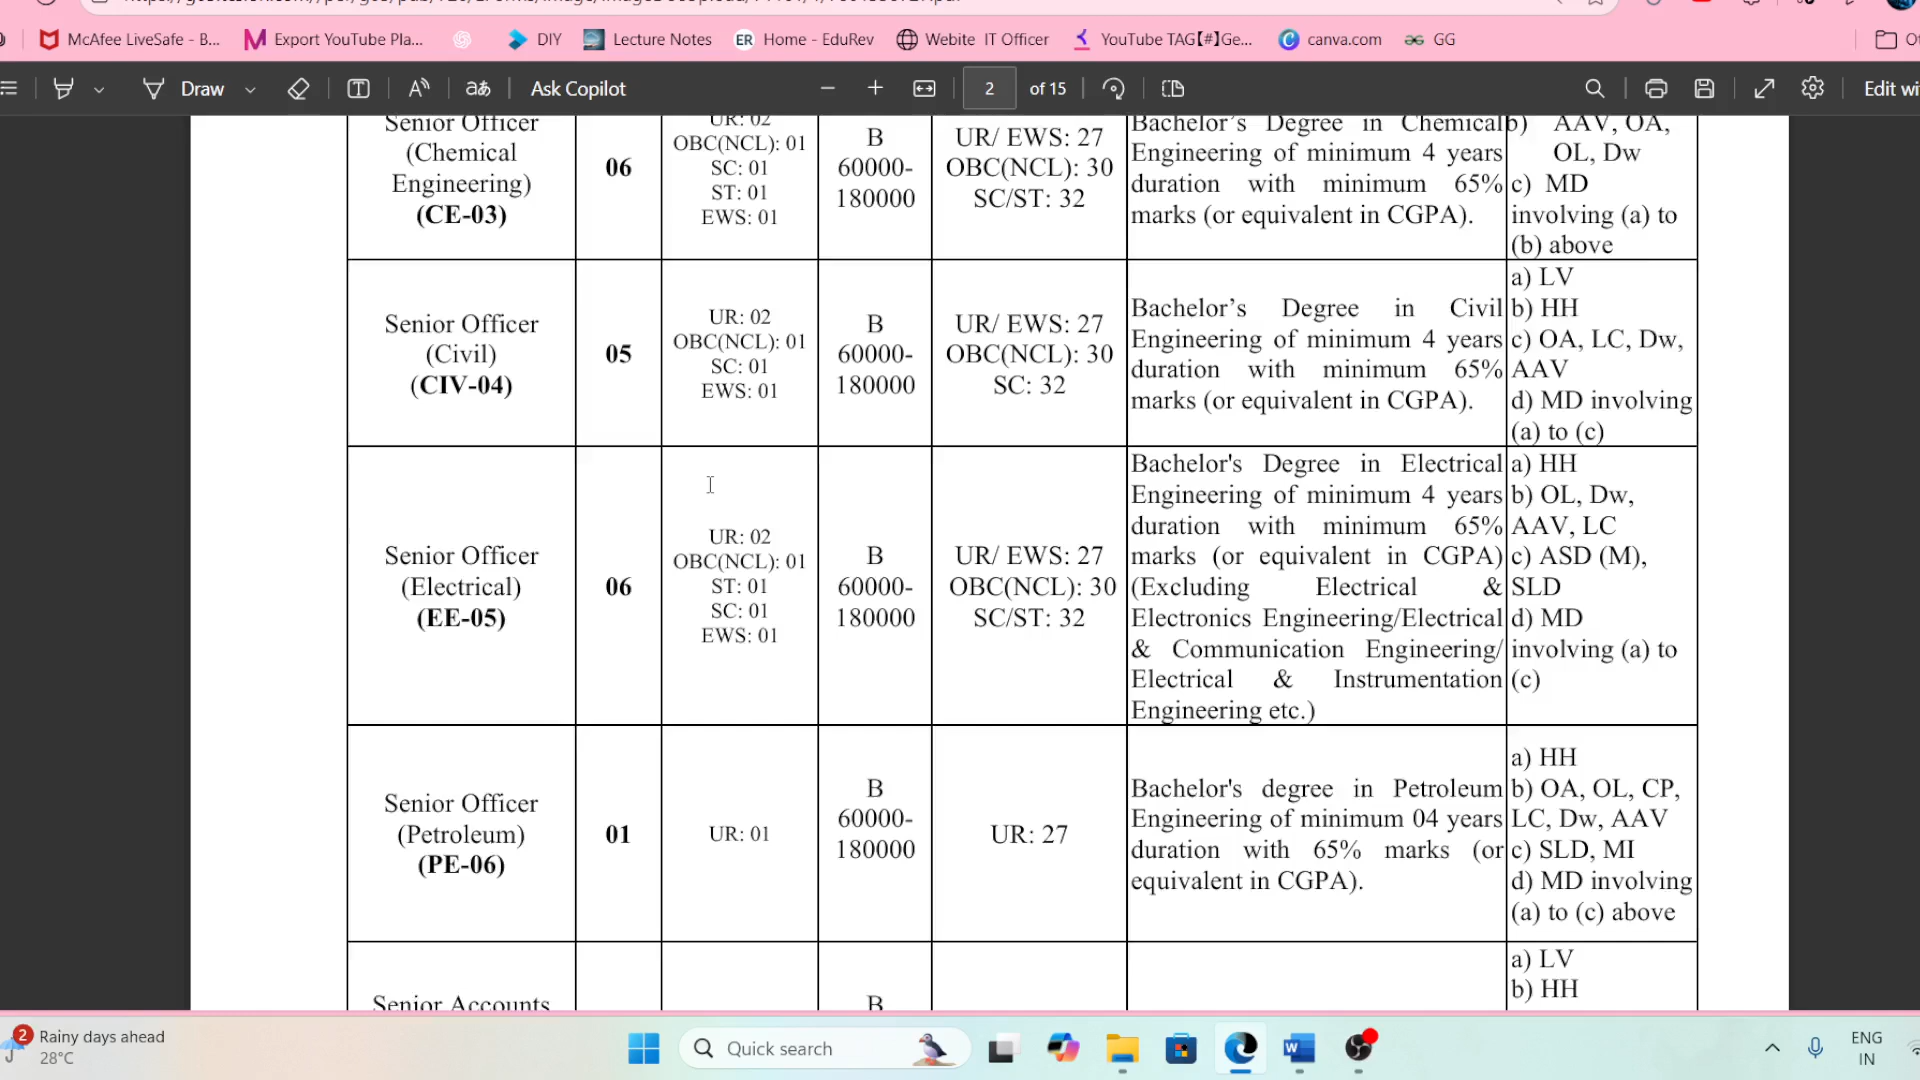 McAfee LiveSafe - B...
Export YouTube Pla...
DIY
Lecture Notes
ER Home - EduRev
Webite IT Officer
YouTube TAG【#】Ge...
canva.com
GG
Draw
aあ
Ask Copilot
2 of 15
Edit wi
Senior Officer
(Chemical
Engineering)
(CE-03)
06
UR: 02
OBC(NCL): 01
SC: 01
ST: 01
EWS: 01
B
60000-
180000
UR/ EWS: 27
OBC(NCL): 30
SC/ST: 32
Bachelor’s Degree in Chemical
Engineering of minimum 4 years
duration with minimum 65%
marks (or equivalent in CGPA).
b) AAV, OA,
OL, Dw
c) MD
involving (a) to
(b) above
Senior Officer
(Civil)
(CIV-04)
05
UR: 02
OBC(NCL): 01
SC: 01
EWS: 01
B
60000-
180000
UR/ EWS: 27
OBC(NCL): 30
SC: 32
Bachelor’s Degree in Civil
Engineering of minimum 4 years
duration with minimum 65%
marks (or equivalent in CGPA).
a) LV
b) HH
c) OA, LC, Dw,
AAV
d) MD involving
(a) to (c)
Senior Officer
(Electrical)
(EE-05)
06
UR: 02
OBC(NCL): 01
ST: 01
SC: 01
EWS: 01
B
60000-
180000
UR/ EWS: 27
OBC(NCL): 30
SC/ST: 32
Bachelor's Degree in Electrical
Engineering of minimum 4 years
duration with minimum 65%
marks (or equivalent in CGPA)
(Excluding Electrical &
Electronics Engineering/Electrical
& Communication Engineering/
Electrical & Instrumentation
Engineering etc.)
a) HH
b) OL, Dw,
AAV, LC
c) ASD (M),
SLD
d) MD
involving (a) to
(c)
Senior Officer
(Petroleum)
(PE-06)
01
UR: 01
B
60000-
180000
UR: 27
Bachelor's degree in Petroleum
Engineering of minimum 04 years
duration with 65% marks (or
equivalent in CGPA).
a) HH
b) OA, OL, CP,
LC, Dw, AAV
c) SLD, MI
d) MD involving
(a) to (c) above
Senior Accounts
B
a) LV
b) HH
2
Rainy days ahead
28°C
Quick search
W
ENG
IN